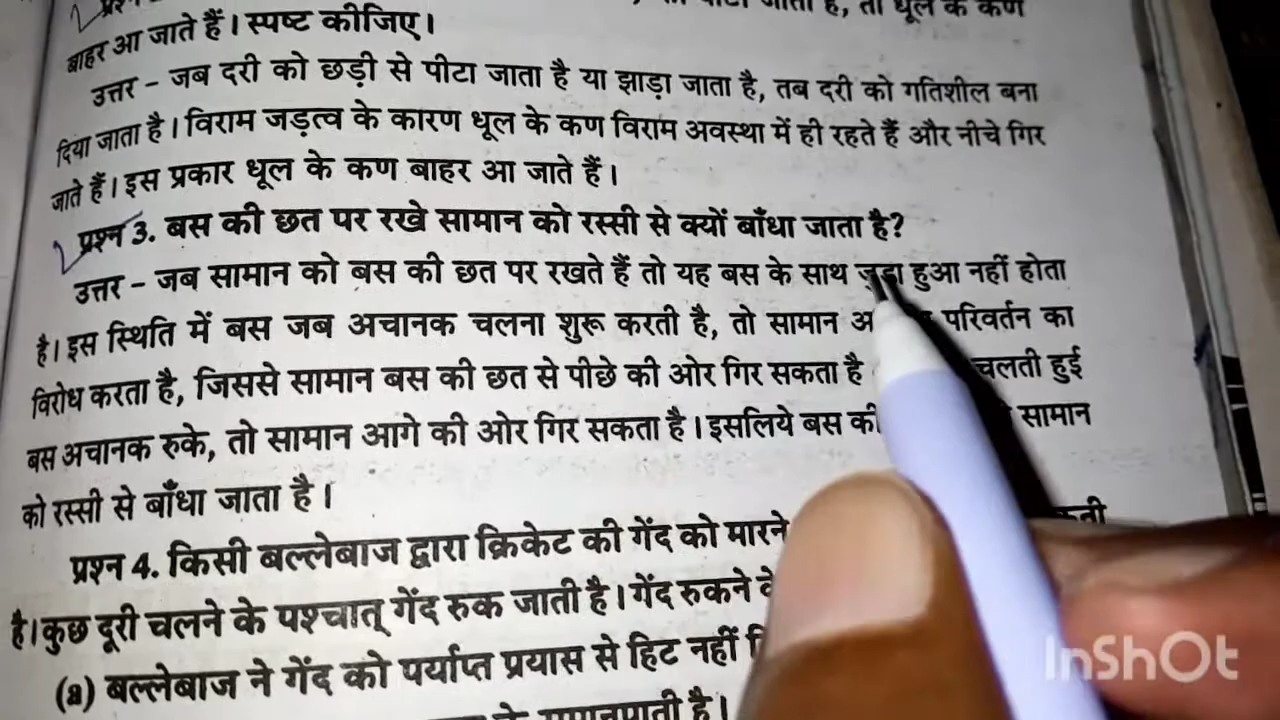 जाता है, तो धूल के कण
बाहर आ जाते हैं। स्पष्ट कीजिए।
उत्तर – जब दरी को छड़ी से पीटा जाता है या झाड़ा जाता है, तब दरी को गतिशील बना
दिया जाता है। विराम जड़त्व के कारण धूल के कण विराम अवस्था में ही रहते हैं और नीचे गिर
जाते हैं। इस प्रकार धूल के कण बाहर आ जाते हैं।
प्रश्न 3. बस की छत पर रखे सामान को रस्सी से क्यों बाँधा जाता है?
उत्तर – जब सामान को बस की छत पर रखते हैं तो यह बस के साथ जुड़ा हुआ नहीं होता
है। इस स्थिति में बस जब अचानक चलना शुरू करती है, तो सामान परिवर्तन का
विरोध करता है, जिससे सामान बस की छत से पीछे की ओर गिर सकता है चलती हुई
बस अचानक रुके, तो सामान आगे की ओर गिर सकता है। इसलिये बस की सामान
को रस्सी से बाँधा जाता है।
प्रश्न 4. किसी बल्लेबाज द्वारा क्रिकेट की गेंद को मारने
है। कुछ दूरी चलने के पश्चात् गेंद रुक जाती है। गेंद रुकने
(a) बल्लेबाज ने गेंद को पर्याप्त प्रयास से हिट नहीं
InShOt